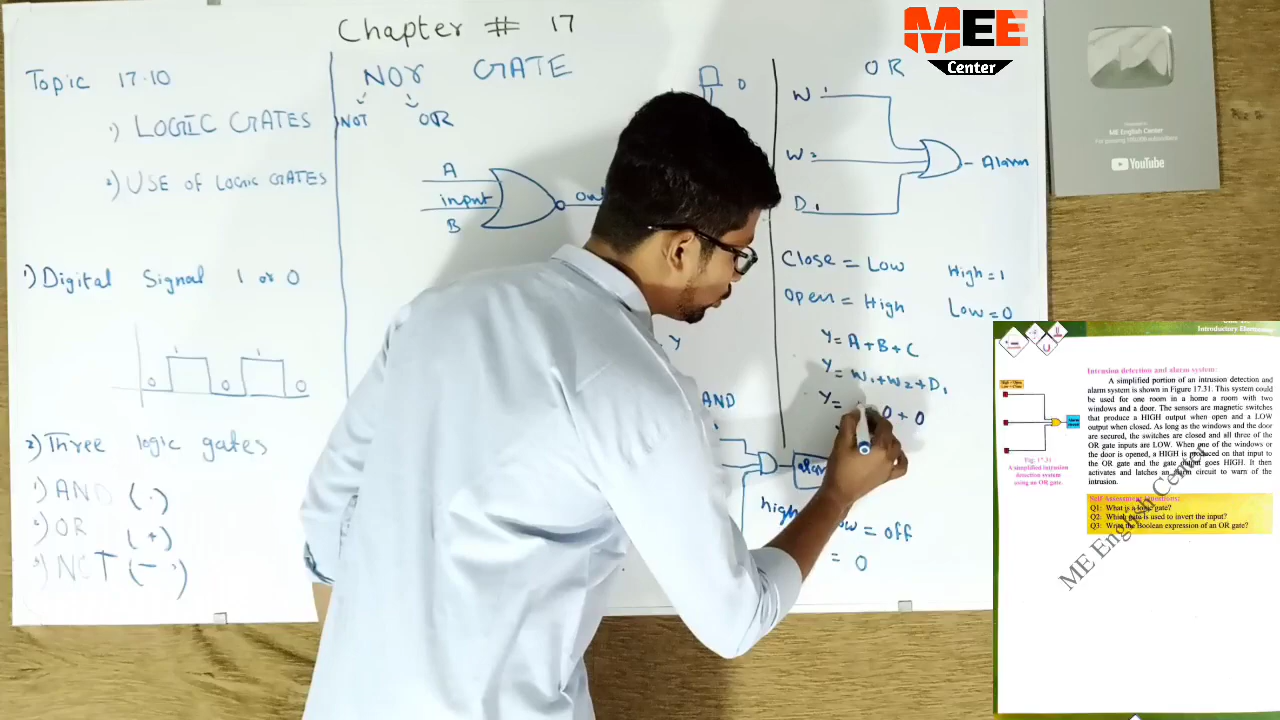 Chapter # 17
Topic 17.10
1) LOGIC GATES
2) USE OF LOGIC GATES
1) Digital Signal 1 or 0
0 1 0 1 0
2) Three logic gates
1) AND (·)
2) OR (+)
3) NOT
NOR GATE
NOT OR
A
input
B
0
Y
AND
high
OR
W1
W2
D1
Alarm
Close = Low
Open = High
High = 1
Low = 0
Y = A + B + C
Y = W1 + W2 + D1
Y =
0 + 0
= off
= 0
MEE
Center
ME English Center
YouTube
Introductory
Intrusion detection and alarm system:
A simplified portion of an intrusion detection and
alarm system is shown in Figure 17.31. This system could
be used for one room in a home a room with two
windows and a door. The sensors are magnetic switches
that produce a HIGH output when open and a LOW
output when closed. As long as the windows and the door
are secured, the switches are closed and all three of the
OR gate inputs are LOW. When one of the windows or
the door is opened, a HIGH is produced on that input to
the OR gate and the gate output goes HIGH. It then
activates and latches an alarm circuit to warn of the
intrusion.
Fig. 17.31
A simplified intrusion
detection system
using an OR gate.
Self Assessment Questions:
Q1: What is a logic gate?
Q2: Which gate is used to invert the input?
Q3: Write the Boolean expression of an OR gate?
ME English Center